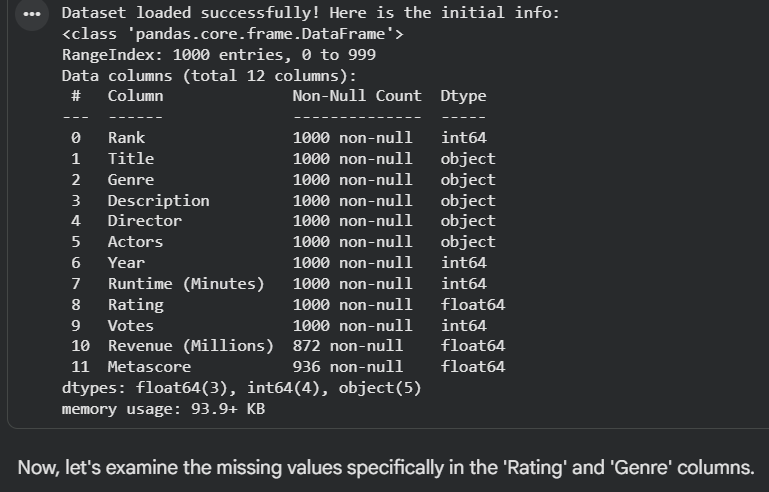 Dataset loaded successfully! Here is the initial info:
<class 'pandas.core.frame.DataFrame'>
RangeIndex: 1000 entries, 0 to 999
Data columns (total 12 columns):
 #   Column              Non-Null Count  Dtype
---  ------              --------------  -----
 0   Rank                1000 non-null   int64
 1   Title               1000 non-null   object
 2   Genre               1000 non-null   object
 3   Description         1000 non-null   object
 4   Director            1000 non-null   object
 5   Actors              1000 non-null   object
 6   Year                1000 non-null   int64
 7   Runtime (Minutes)   1000 non-null   int64
 8   Rating              1000 non-null   float64
 9   Votes               1000 non-null   int64
 10  Revenue (Millions)  872 non-null    float64
 11  Metascore           936 non-null    float64
dtypes: float64(3), int64(4), object(5)
memory usage: 93.9+ KB
Now, let's examine the missing values specifically in the 'Rating' and 'Genre' columns.